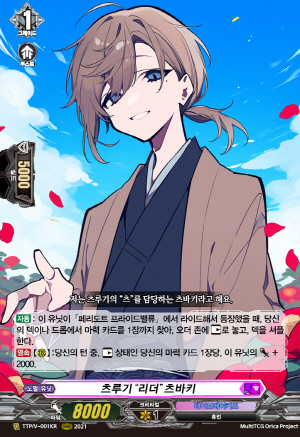 1
그레이드
부스트
5000
실드
저는 츠루기의 "츠"를 담당하는 츠바키라고 해요.
자동 : 이 유닛이 「페리도트 프라이드밸류」에서 라이드해서 등장했을 때, 당신
의 덱이나 드롭에서 마력 카드를 1장까지 찾아, 오더 존에 로 놓고, 덱을 셔플
한다.
영속 : 당신의 턴 중, 상태인 당신의 마력 카드 1장당, 이 유닛의 +
2000.
노멀 유닛
츠루기 "리더" 츠바키
파워
8000
크리티컬
1
휴먼
TTP/V-001KR
2021
MultiTCG Orica Project